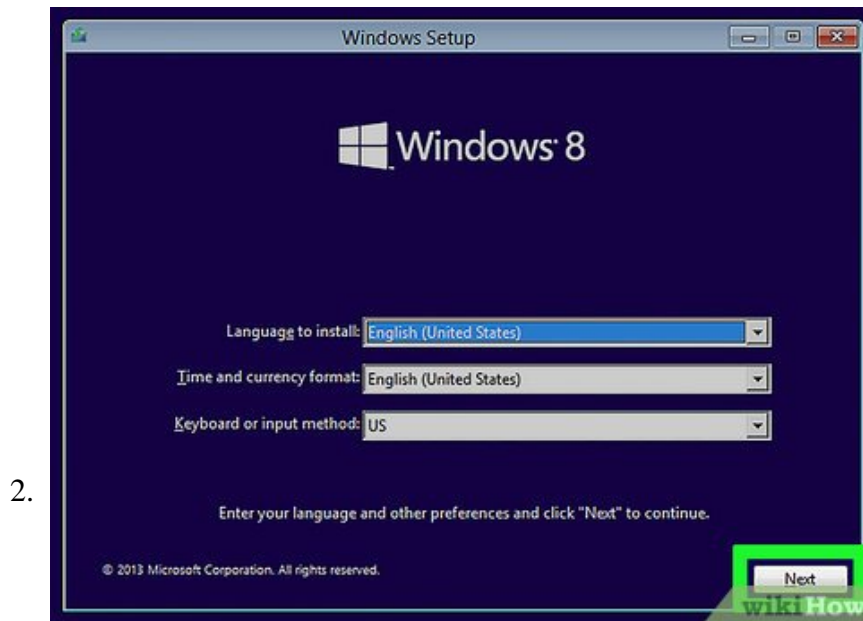 Windows Setup
Windows 8
Language to install: English (United States)
Time and currency format: English (United States)
Keyboard or input method: US
2.
Enter your language and other preferences and click "Next" to continue.
© 2013 Microsoft Corporation. All rights reserved.
Next
wikiHow